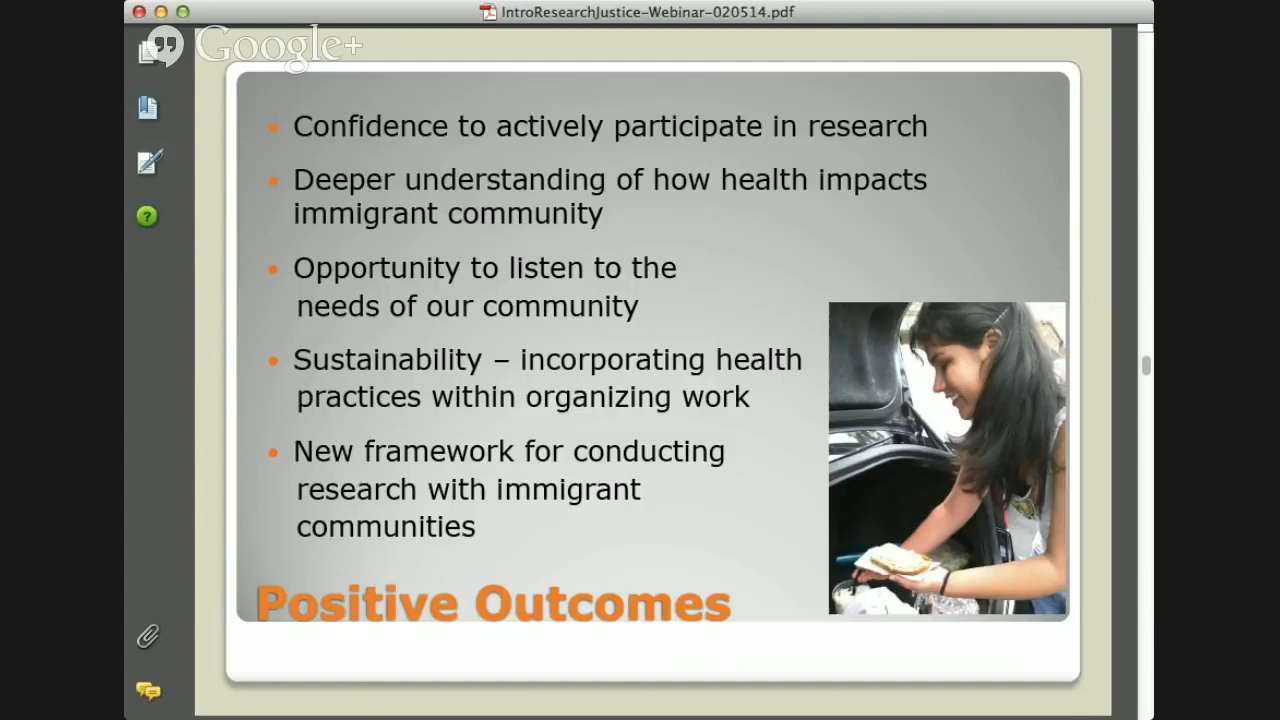 IntroResearchJustice-Webinar-020514.pdf
Google+
• Confidence to actively participate in research
• Deeper understanding of how health impacts
immigrant community
• Opportunity to listen to the
needs of our community
• Sustainability – incorporating health
practices within organizing work
• New framework for conducting
research with immigrant
communities
Positive Outcomes